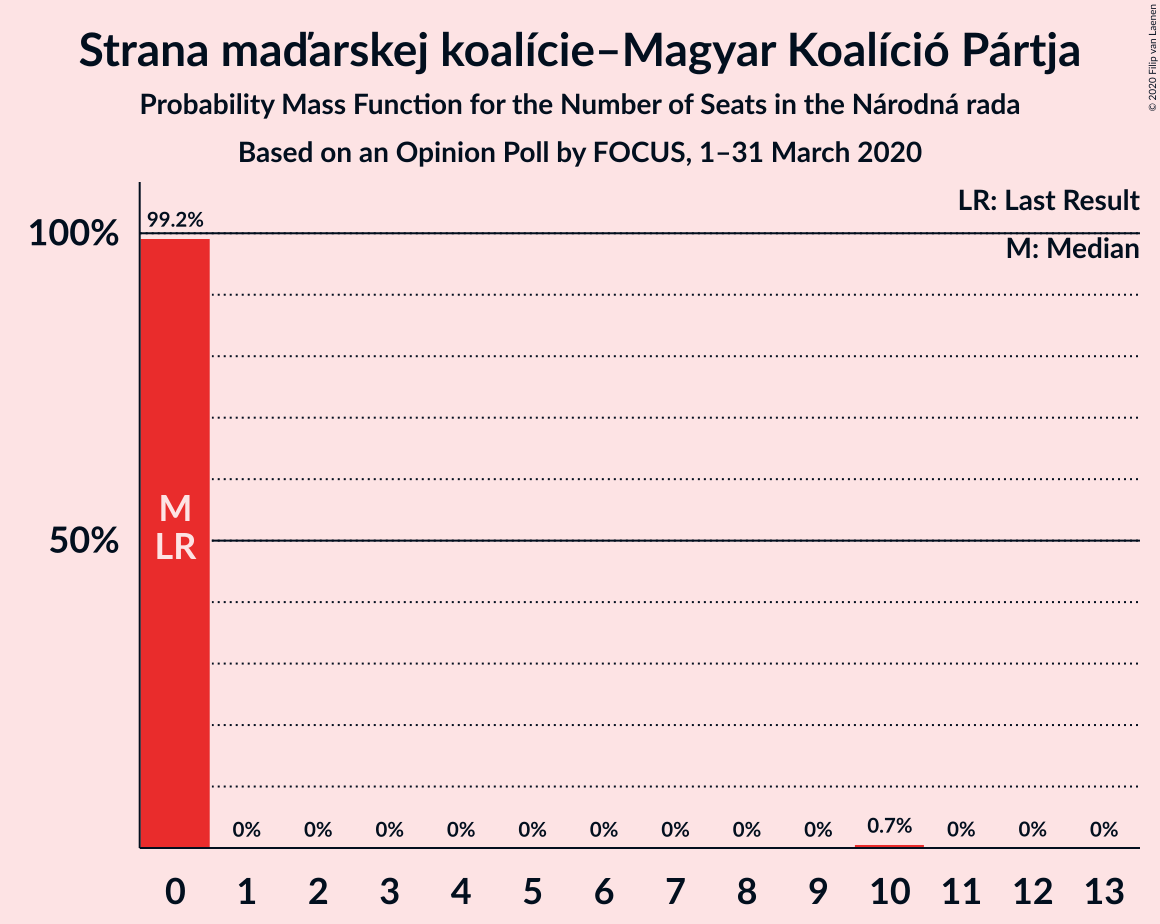 Strana maďarskej koalície–Magyar Koalíció Pártja
Probability Mass Function for the Number of Seats in the Národná rada
Based on an Opinion Poll by FOCUS, 1–31 March 2020
© 2020 Filip van Laenen
LR: Last Result
M: Median
100%
50%
99.2%
M
LR
0% 0% 0% 0% 0% 0% 0% 0% 0% 0.7% 0% 0% 0%
0 1 2 3 4 5 6 7 8 9 10 11 12 13